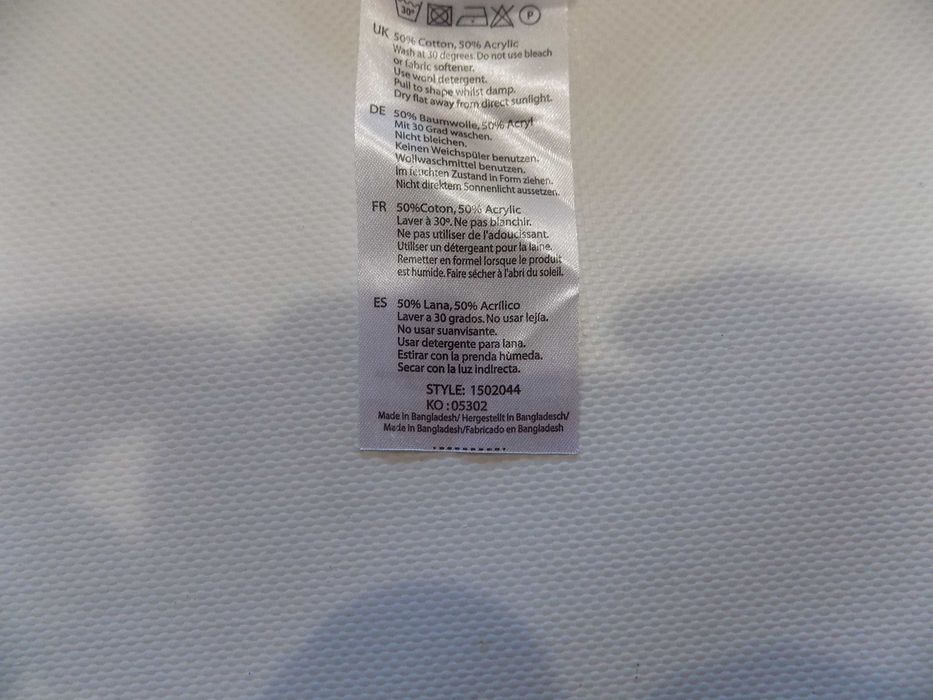 30°
P
UK 50% Cotton, 50% Acrylic
Wash at 30 degrees. Do not use bleach
or fabric softener.
Use wool detergent.
Pull to shape whilst damp.
Dry flat away from direct sunlight.
DE 50% Baumwolle, 50% Acryl
Mit 30 Grad waschen.
Nicht bleichen.
Keinen Weichspüler benutzen.
Wollwaschmittel benutzen.
Im feuchten Zustand in Form ziehen.
Nicht direktem Sonnenlicht aussetzen.
FR 50%Coton, 50% Acrylic
Laver à 30°. Ne pas blanchir.
Ne pas utiliser de l'adoucissant.
Utiliser un détergeant pour la laine.
Remetter en formel lorsque le produit
est humide. Faire sécher à l'abri du soleil.
ES 50% Lana, 50% Acrílico
Laver a 30 grados. No usar lejía.
No usar suanvisante.
Usar detergente para lana.
Estirar con la prenda hùmeda.
Secar con la luz indirecta.
STYLE: 1502044
KO : 05302
Made in Bangladesh/ Hergestellt in Bangladesch/
Made in Bangladesh/Fabricado en Bangladesh